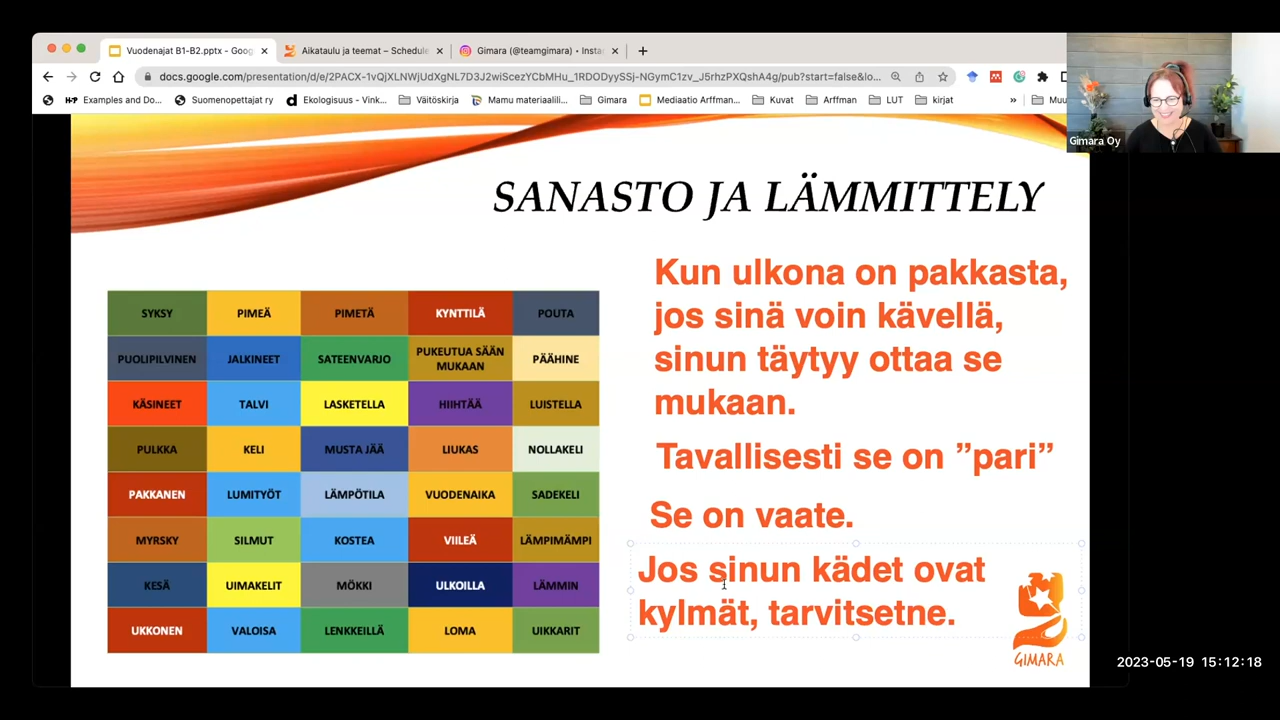 Vuodenajat B1-B2.pptx - Goog
Aikataulu ja teemat – Schedule
Gimara (@teamgimara) • Insta
docs.google.com/presentation/d/e/2PACX-1vQjXLNWjUdXgNL7D3J2wiScezYCbMHu_1RDODyySSj-NGymC1zv_J5rhzPXQshA4g/pub?start=false&lo...
Examples and Do...
Suomenopettajat ry
Ekologisuus - Vink...
Väitöskirja
Mamu materiaalili...
Gimara
Mediaatio Arffman...
Kuvat
Arffman
LUT
kirjat
»
Muu
Gimara Oy
SANASTO JA LÄMMITTELY
SYKSY PIMEÄ PIMETÄ KYNTTILÄ POUTA
PUOLIPILVINEN JALKINEET SATEENVARJO PUKEUTUA SÄÄN MUKAAN PÄÄHINE
KÄSINEET TALVI LASKETELLA HIIHTÄÄ LUISTELLA
PULKKA KELI MUSTA JÄÄ LIUKAS NOLLAKELI
PAKKANEN LUMITYÖT LÄMPÖTILA VUODENAIKA SADEKELI
MYRSKY SILMUT KOSTEA VIILEÄ LÄMPIMÄMPI
KESÄ UIMAKELIT MÖKKI ULKOILLA LÄMMIN
UKKONEN VALOISA LENKKEILLÄ LOMA UIKKARIT
Kun ulkona on pakkasta,
jos sinä voin kävellä,
sinun täytyy ottaa se
mukaan.
Tavallisesti se on ”pari”
Se on vaate.
Jos sinun kädet ovat
kylmät, tarvitsetne.
GIMARA
2023-05-19 15:12:18